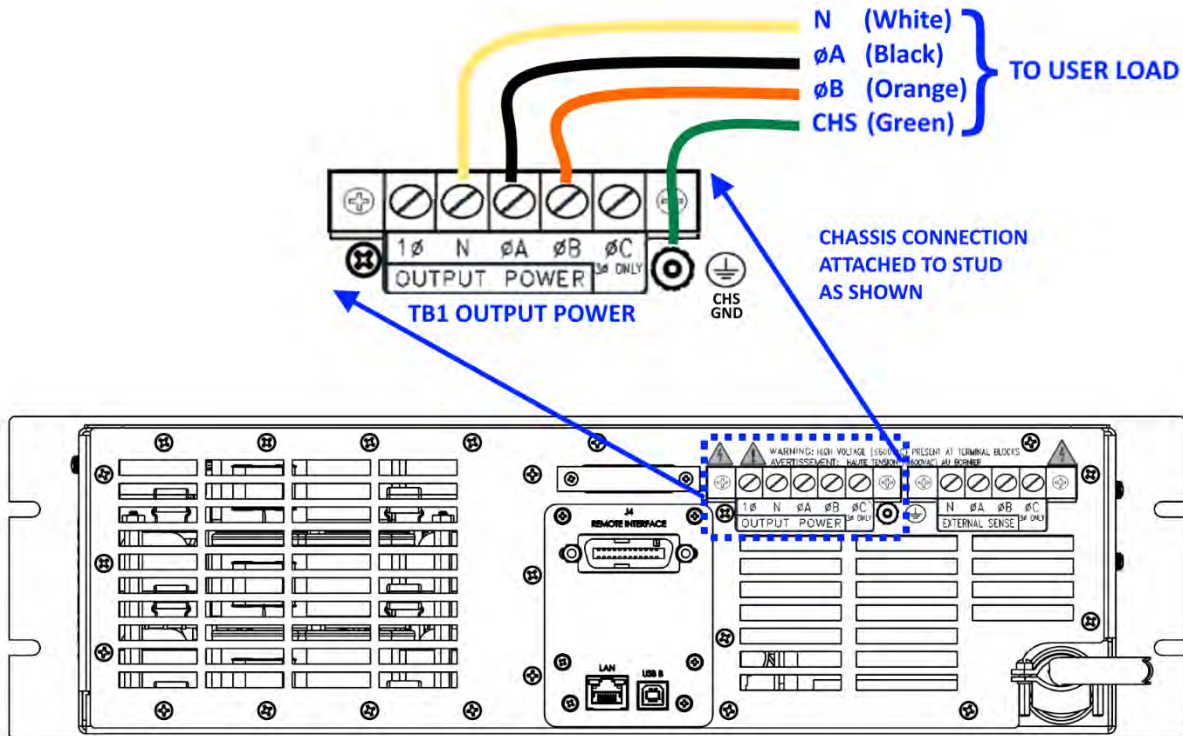 N (White)
øA (Black)
øB (Orange)
CHS (Green)
TO USER LOAD
1ø N øA øB øC
OUTPUT POWER 3ø ONLY
CHS
GND
TB1 OUTPUT POWER
CHASSIS CONNECTION
ATTACHED TO STUD
AS SHOWN
WARNING: HIGH VOLTAGE (≤600VAC) PRESENT AT TERMINAL BLOCKS
AVERTISSEMENT: HAUTE TENSION 600VAC) AU BORNIER
J4
REMOTE INTERFACE
1ø N øA øB øC
OUTPUT POWER 3ø ONLY
N øA øB øC
EXTERNAL SENSE 3ø ONLY
LAN
USB B